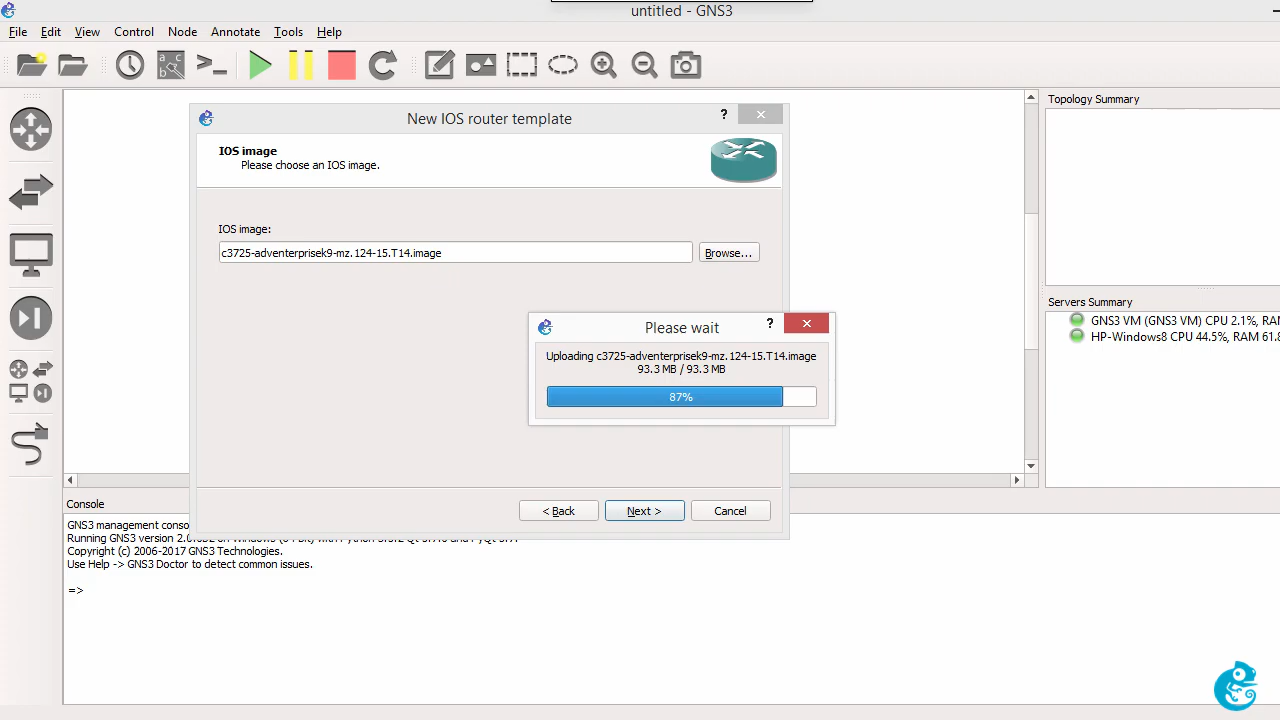 untitled - GNS3
File Edit View Control Node Annotate Tools Help
New IOS router template
?
IOS image
Please choose an IOS image.
IOS image:
c3725-adventerprisek9-mz.124-15.T14.image
Browse...
Please wait
?
Uploading c3725-adventerprisek9-mz.124-15.T14.image
93.3 MB / 93.3 MB
87%
< Back
Next >
Cancel
Topology Summary
Servers Summary
GNS3 VM (GNS3 VM) CPU 2.1%, RAM
HP-Windows8 CPU 44.5%, RAM 61.8
Console
GNS3 management conso
Running GNS3 version
Copyright (c) 2006-2017 GNS3 Technologies.
Use Help -> GNS3 Doctor to detect common issues.
=>